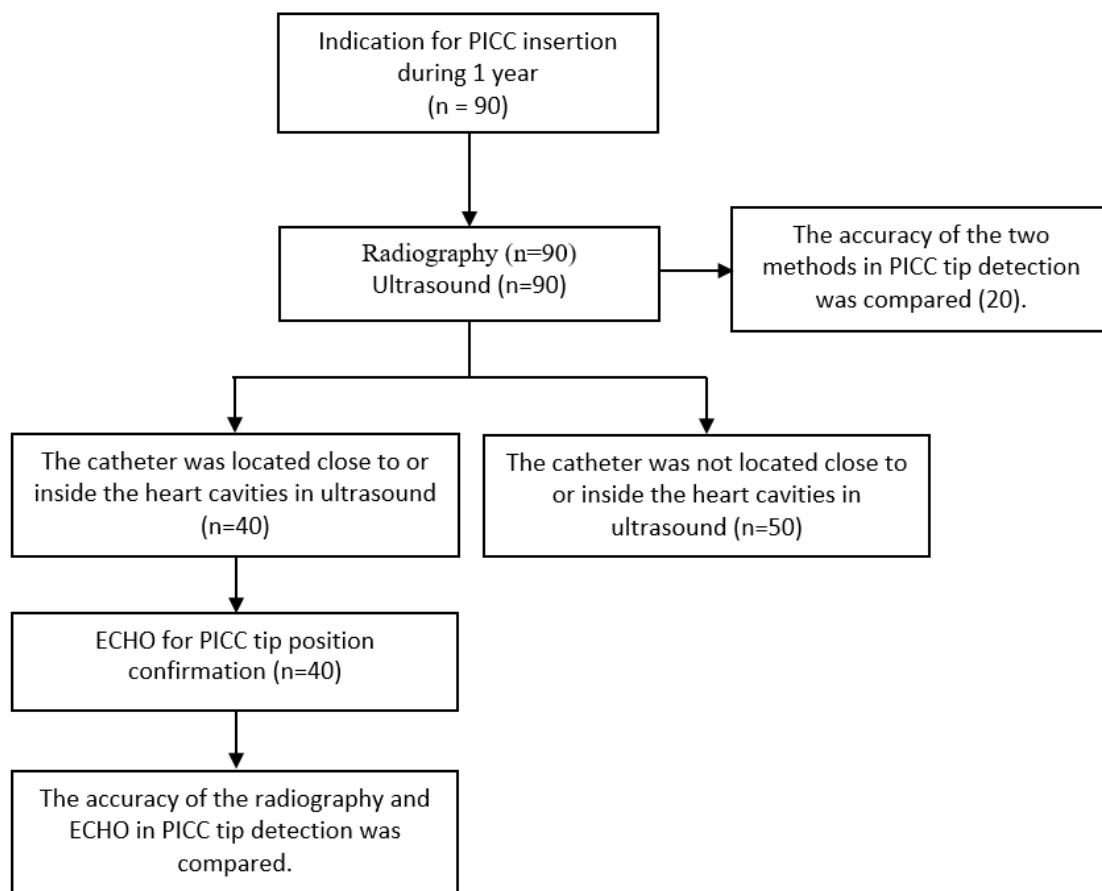 Indication for PICC insertion
during 1 year
(n = 90)
Radiography (n=90)
Ultrasound (n=90)
The accuracy of the two
methods in PICC tip detection
was compared (20).
The catheter was located close to or
inside the heart cavities in ultrasound
(n=40)
The catheter was not located close to
or inside the heart cavities in
ultrasound (n=50)
ECHO for PICC tip position
confirmation (n=40)
The accuracy of the radiography and
ECHO in PICC tip detection was
compared.